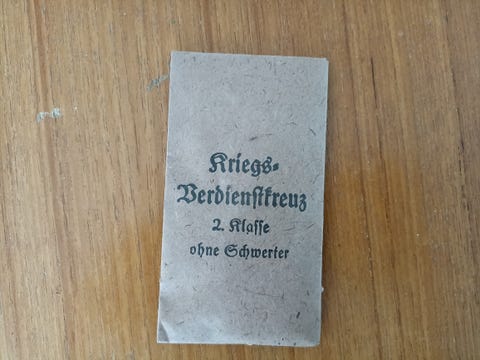 Kriegs-
Verdienstkreuz
2. Klasse
ohne Schwerter